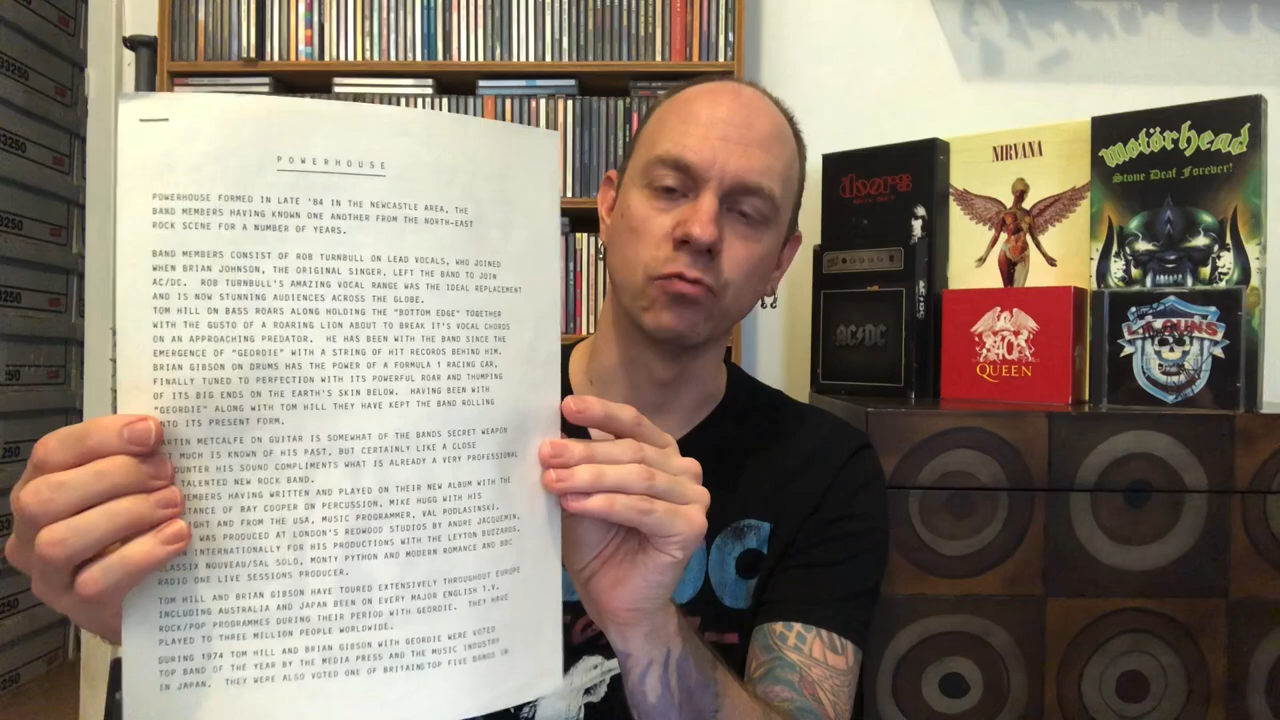 POWERHOUSE
POWERHOUSE FORMED IN LATE '84 IN THE NEWCASTLE AREA, THE
BAND MEMBERS HAVING KNOWN ONE ANOTHER FROM THE NORTH-EAST
ROCK SCENE FOR A NUMBER OF YEARS.
BAND MEMBERS CONSIST OF ROB TURNBULL ON LEAD VOCALS, WHO JOINED
WHEN BRIAN JOHNSON, THE ORIGINAL SINGER, LEFT THE BAND TO JOIN
AC/DC. ROB TURNBULL'S AMAZING VOCAL RANGE WAS THE IDEAL REPLACEMENT
AND IS NOW STUNNING AUDIENCES ACROSS THE GLOBE.
TOM HILL ON BASS ROARS ALONG HOLDING THE "BOTTOM EDGE" TOGETHER
WITH THE GUSTO OF A ROARING LION ABOUT TO BREAK IT'S VOCAL CHORDS
ON AN APPROACHING PREDATOR. HE HAS BEEN WITH THE BAND SINCE THE
EMERGENCE OF "GEORDIE" WITH A STRING OF HIT RECORDS BEHIND HIM.
BRIAN GIBSON ON DRUMS HAS THE POWER OF A FORMULA 1 RACING CAR,
FINALLY TUNED TO PERFECTION WITH ITS POWERFUL ROAR AND THUMPING
OF ITS BIG ENDS ON THE EARTH'S SKIN BELOW. HAVING BEEN WITH
"GEORDIE" ALONG WITH TOM HILL THEY HAVE KEPT THE BAND ROLLING
NTO ITS PRESENT FORM.
RTIN METCALFE ON GUITAR IS SOMEWHAT OF THE BANDS SECRET WEAPON
T MUCH IS KNOWN OF HIS PAST, BUT CERTAINLY LIKE A CLOSE
OUNTER HIS SOUND COMPLIMENTS WHAT IS ALREADY A VERY PROFESSIONAL
TALENTED NEW ROCK BAND.
EMBERS HAVING WRITTEN AND PLAYED ON THEIR NEW ALBUM WITH THE
STANCE OF RAY COOPER ON PERCUSSION, MIKE HUGG WITH HIS
IGHT AND FROM THE USA, MUSIC PROGRAMMER, VAL PODLASINSKI.
WAS PRODUCED AT LONDON'S REDWOOD STUDIOS BY ANDRE JACQUEMIN,
INTERNATIONALLY FOR HIS PRODUCTIONS WITH THE LEYTON BUZZARDS,
CLASSIX NOUVEAU/SAL SOLO, MONTY PYTHON AND MODERN ROMANCE AND BBC
RADIO ONE LIVE SESSIONS PRODUCER.
TOM HILL AND BRIAN GIBSON HAVE TOURED EXTENSIVELY THROUGHOUT EUROPE
INCLUDING AUSTRALIA AND JAPAN BEEN ON EVERY MAJOR ENGLISH T.V.
ROCK/POP PROGRAMMES DURING THEIR PERIOD WITH GEORDIE. THEY HAVE
PLAYED TO THREE MILLION PEOPLE WORLDWIDE.
DURING 1974 TOM HILL AND BRIAN GIBSON WITH GEORDIE WERE VOTED
TOP BAND OF THE YEAR BY THE MEDIA PRESS AND THE MUSIC INDUSTRY
IN JAPAN. THEY WERE ALSO VOTED ONE OF BRITAINS TOP FIVE BANDS IN
doors
NIRVANA
motörhead
Stone Deaf Forever!
AC/DC
AC/DC
40
QUEEN
L.A. GUNS
33250
3250